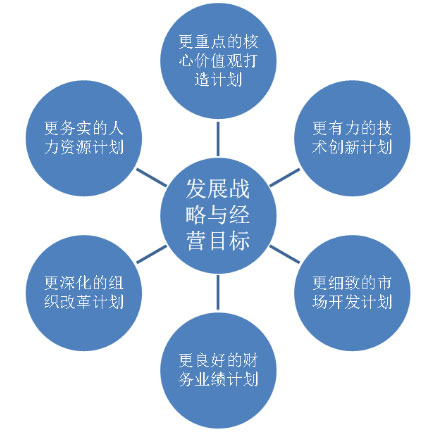 更重点的核
心价值观打
造计划
更务实的人
力资源计划
更有力的技
术创新计划
发展战
略与经
营目标
更深化的组
织改革计划
更细致的市
场开发计划
更良好的财
务业绩计划